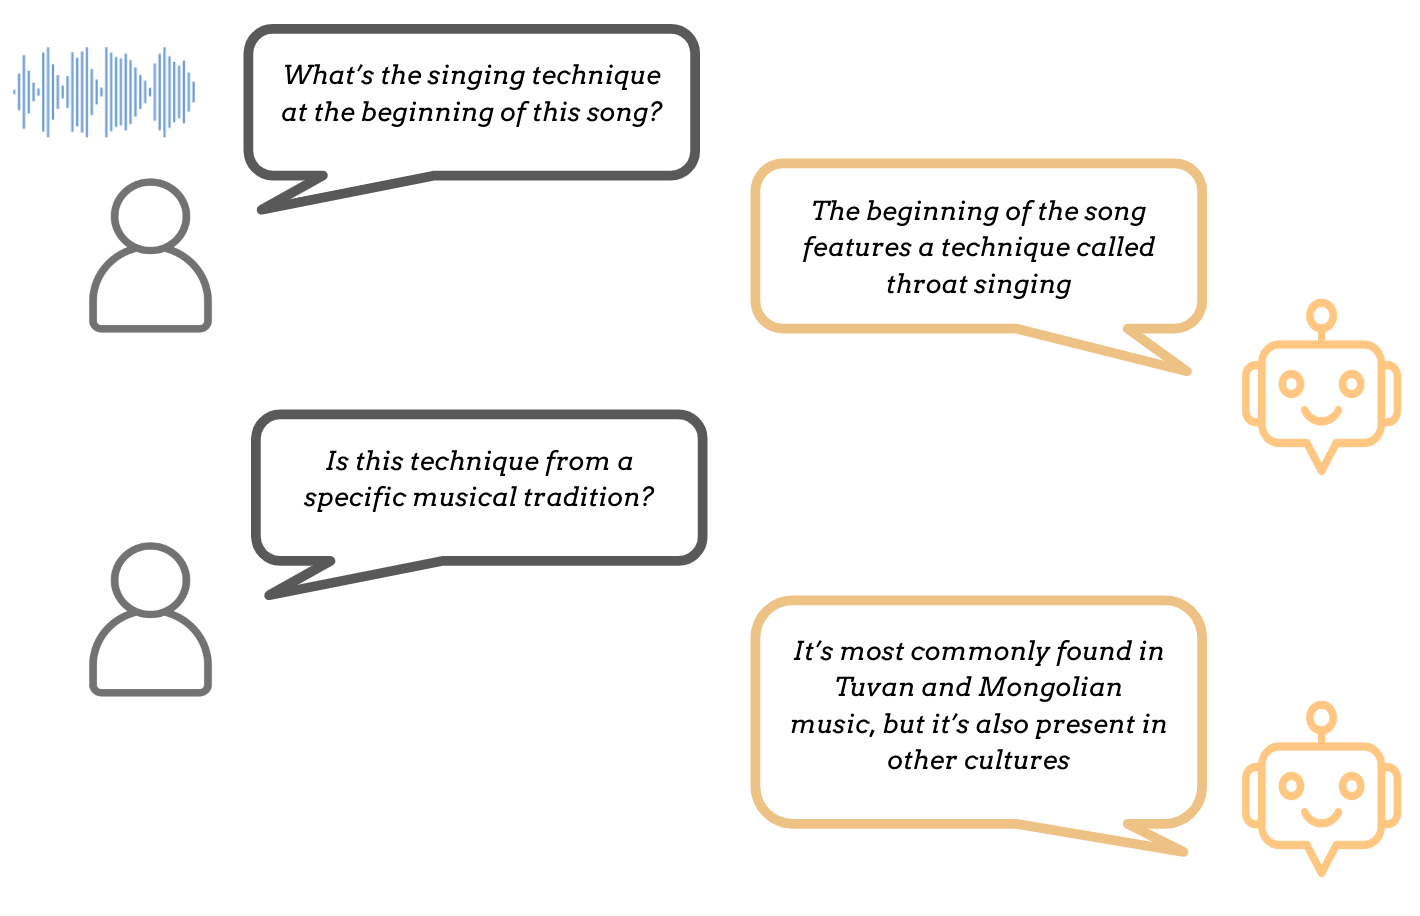 What's the singing technique
at the beginning of this song?
The beginning of the song
features a technique called
throat singing
Is this technique from a
specific musical tradition?
It's most commonly found in
Tuvan and Mongolian
music, but it's also present in
other cultures